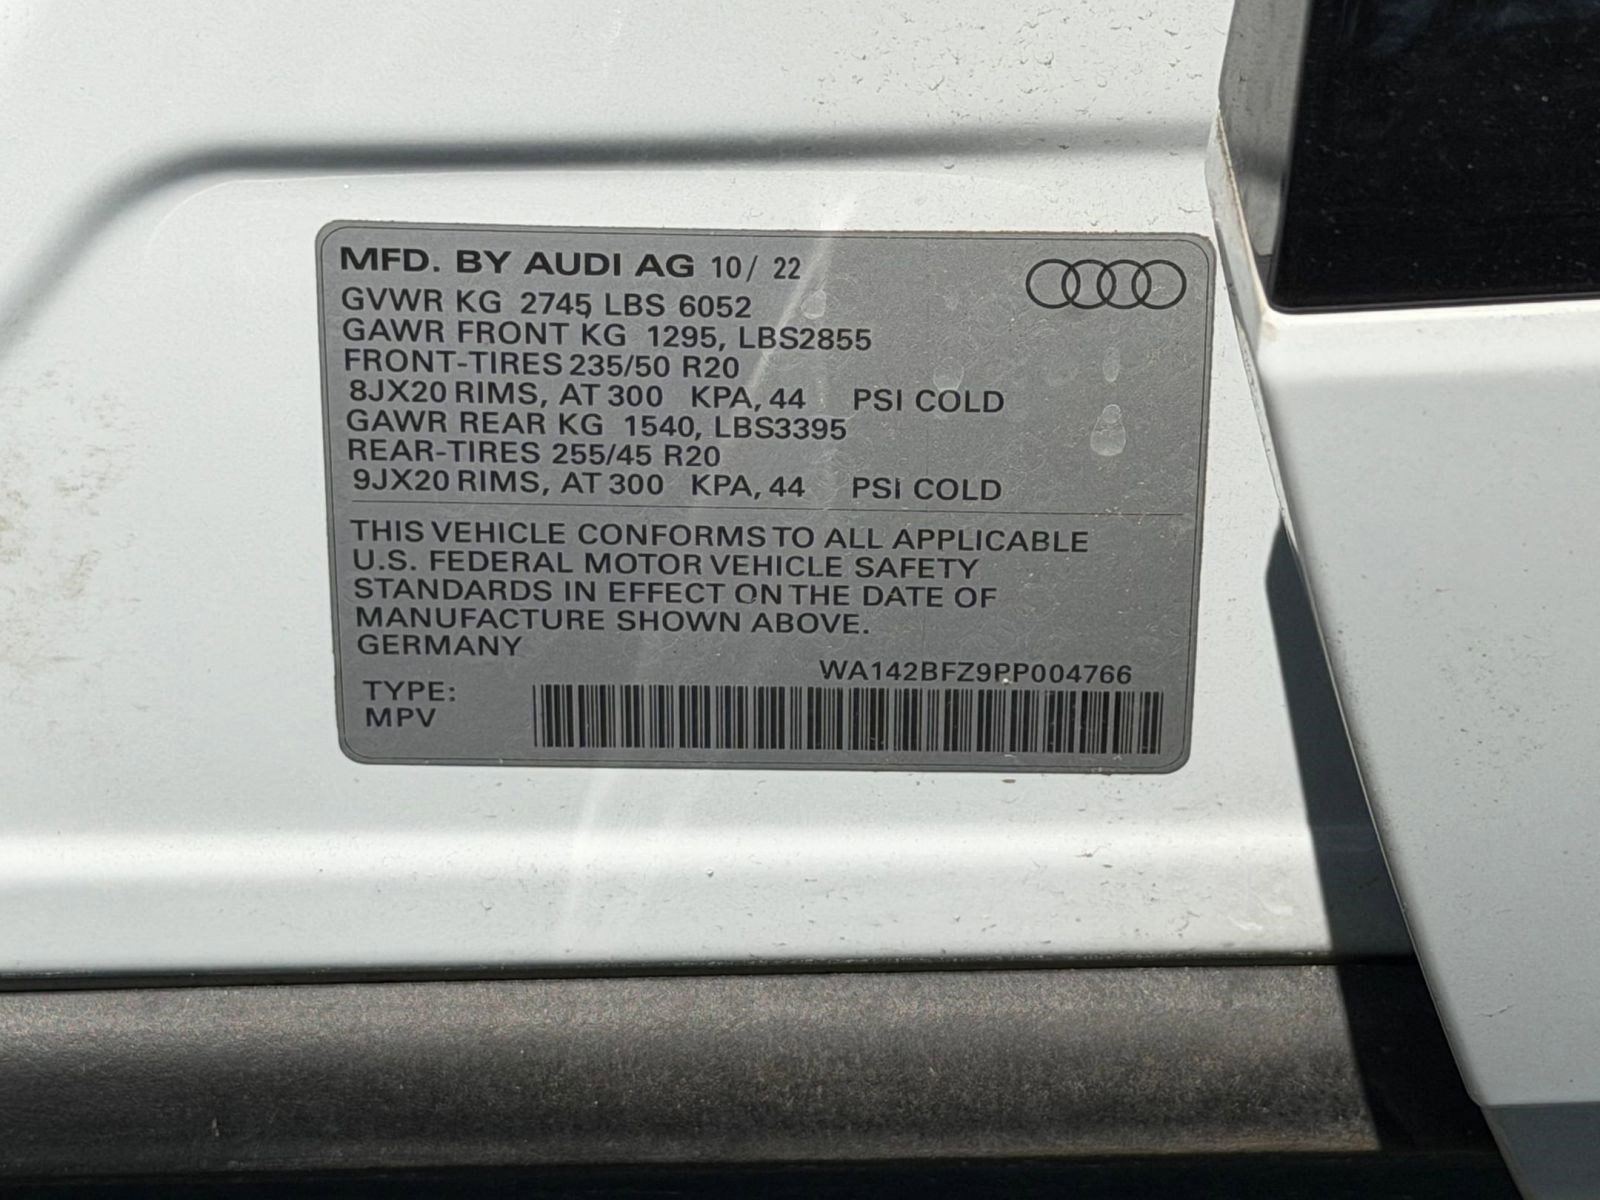 MFD. BY AUDI AG 10/ 22
GVWR KG 2745, LBS 6052
GAWR FRONT KG 1295, LBS2855
FRONT-TIRES 235/50 R20
8JX20 RIMS, AT 300 KPA, 44 PSI COLD
GAWR REAR KG 1540, LBS3395
REAR-TIRES 255/45 R20
9JX20 RIMS, AT 300 KPA, 44 PSI COLD
THIS VEHICLE CONFORMS TO ALL APPLICABLE
U.S. FEDERAL MOTOR VEHICLE SAFETY
STANDARDS IN EFFECT ON THE DATE OF
MANUFACTURE SHOWN ABOVE.
GERMANY
WA142BFZ9PP004766
TYPE:
MPV